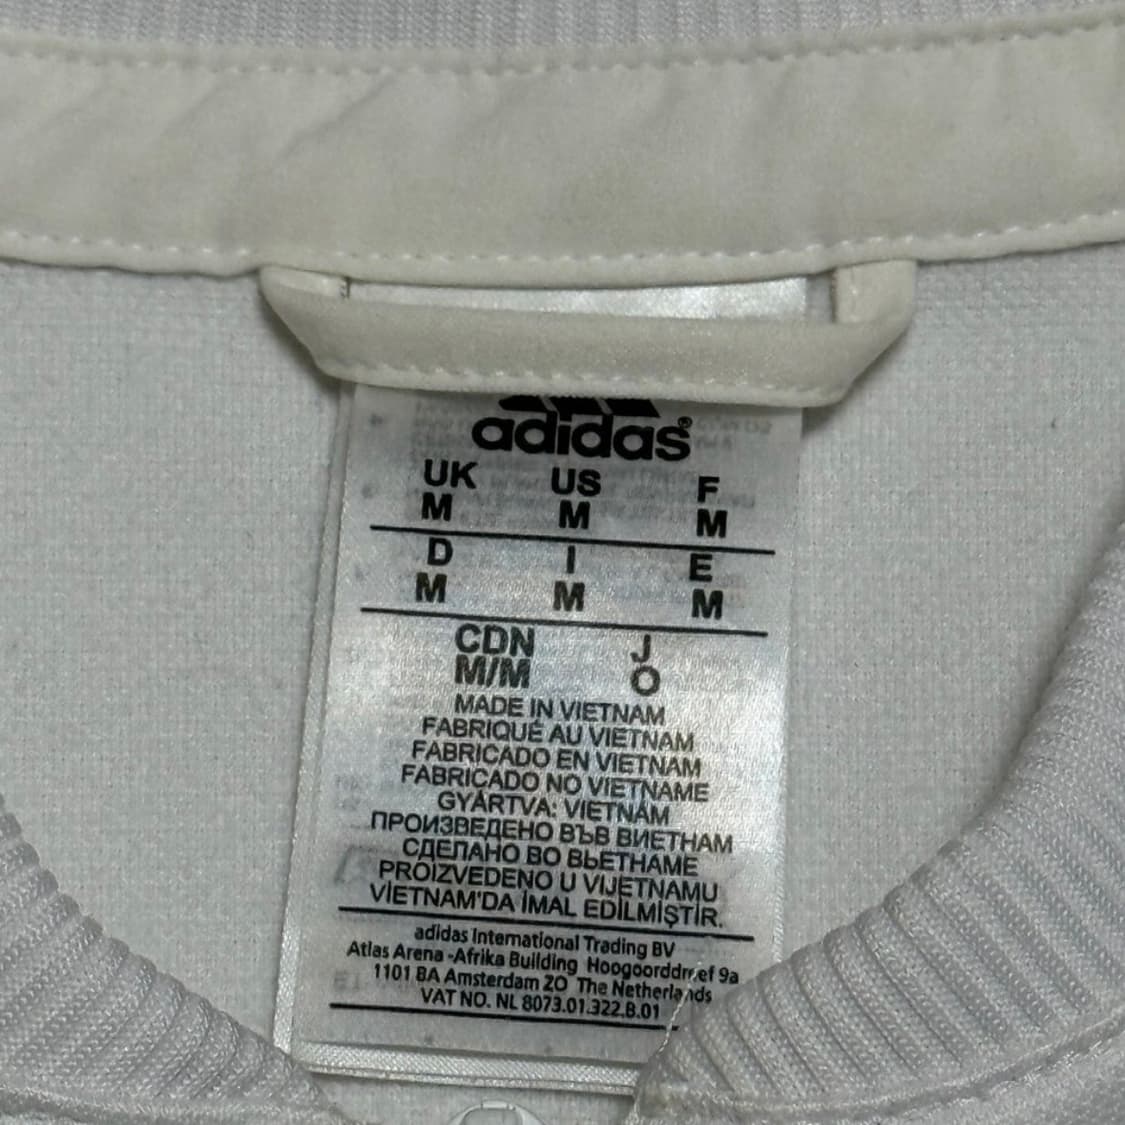 adidas®
UK US F
M M M
D I E
M M M
CDN J
M/M O
MADE IN VIETNAM
FABRIQUÉ AU VIETNAM
FABRICADO EN VIETNAM
FABRICADO NO VIETNAME
GYÁRTVA: VIETNÁM
ПРОИЗВЕДЕНО ВЪВ ВИЕТНАМ
СДЕЛАНО ВО ВЬЕТНАМЕ
PROIZVEDENO U VIJETNAMU
VİETNAM'DA İMAL EDİLMİŞTİR.
adidas International Trading BV
Atlas Arena -Afrika Building Hoogoorddreef 9a
1101 BA Amsterdam ZO The Netherlands
VAT NO. NL 8073.01.322.B.01